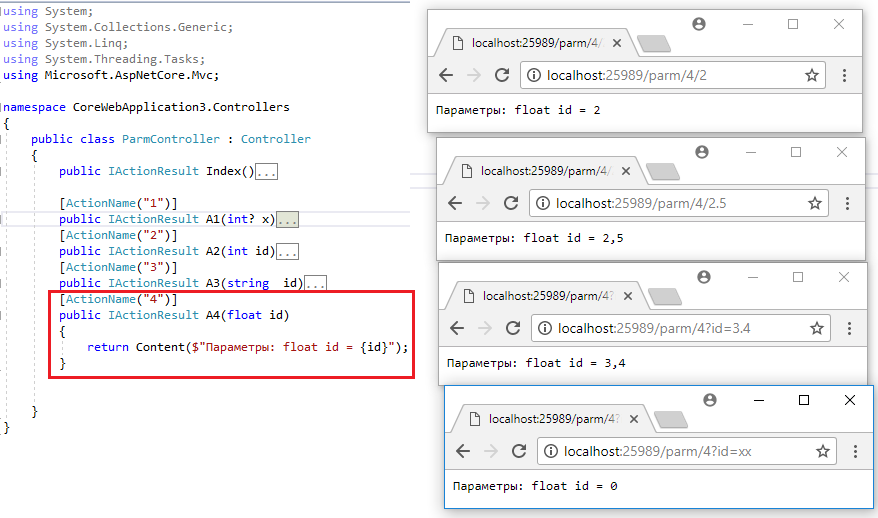 using System;
using System.Collections.Generic;
using System.Linq;
using System.Threading.Tasks;
using Microsoft.AspNetCore.Mvc;
namespace CoreWebApplication3.Controllers
{
public class ParmController : Controller
{
public IActionResult Index()...
[ActionName("1")]
public IActionResult A1(int? x)...
[ActionName("2")]
public IActionResult A2(int id)...
[ActionName("3")]
public IActionResult A3(string  id)...
[ActionName("4")]
public IActionResult A4(float id)
{
return Content($"Параметры: float id = {id}");
}
}
}
localhost:25989/parm/4/
localhost:25989/parm/4/2
Параметры: float id = 2
localhost:25989/parm/4/
localhost:25989/parm/4/2.5
Параметры: float id = 2,5
localhost:25989/parm/4?
localhost:25989/parm/4?id=3.4
Параметры: float id = 3,4
localhost:25989/parm/4?
localhost:25989/parm/4?id=xx
Параметры: float id = 0